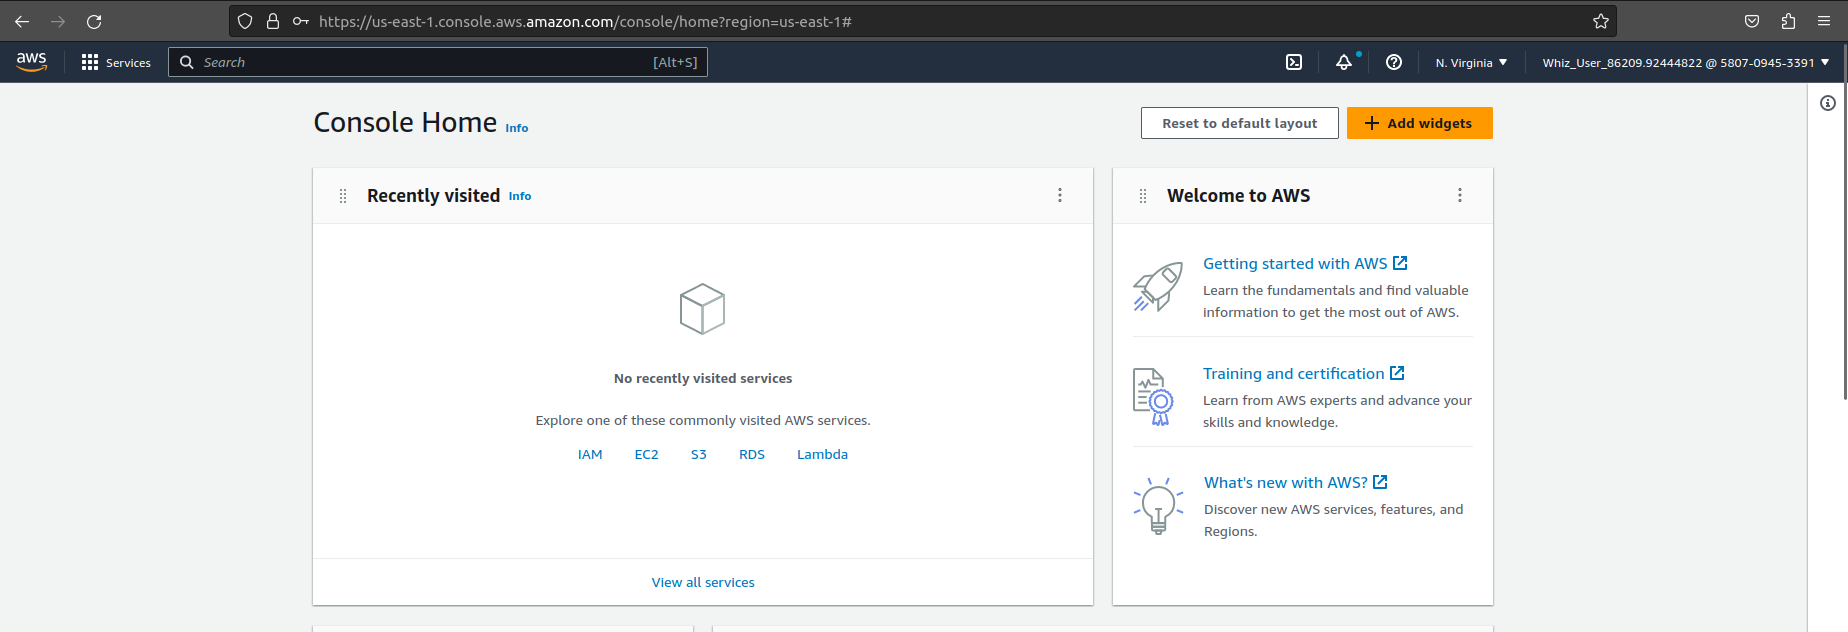 https://us-east-1.console.aws.amazon.com/console/home?region=us-east-1#
aws
Services
Search
[Alt+S]
N. Virginia
Whiz_User_86209.92444822 @ 5807-0945-3391
Console Home Info
Reset to default layout
Add widgets
Recently visited Info
No recently visited services
Explore one of these commonly visited AWS services.
IAM EC2 S3 RDS Lambda
View all services
Welcome to AWS
Getting started with AWS
Learn the fundamentals and find valuable
information to get the most out of AWS.
Training and certification
Learn from AWS experts and advance your
skills and knowledge.
What's new with AWS?
Discover new AWS services, features, and
Regions.